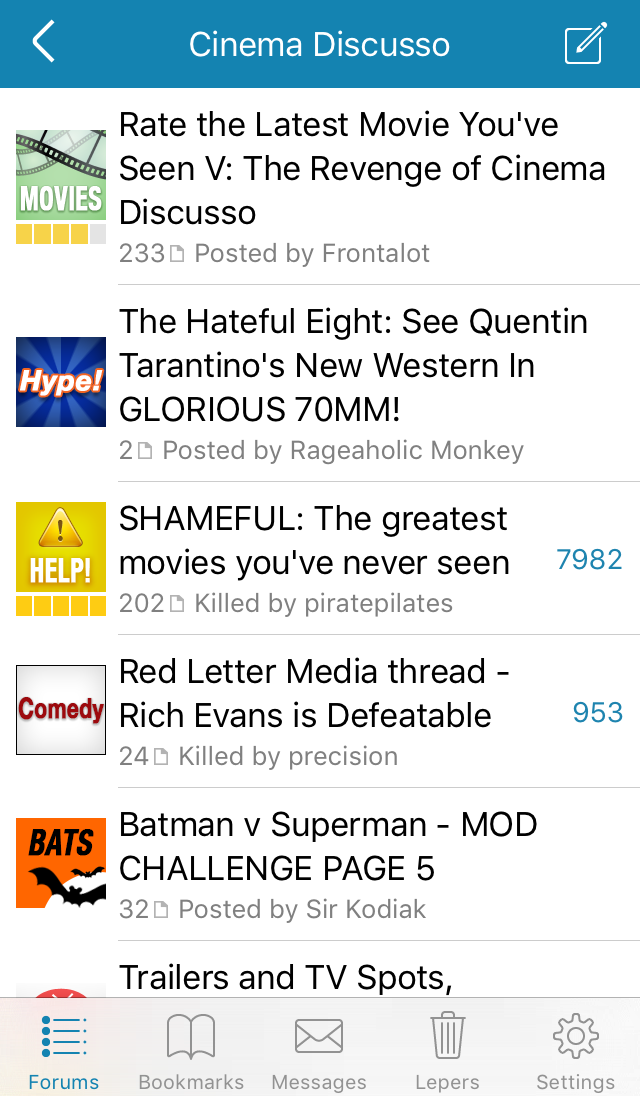 Cinema Discusso
Rate the Latest Movie You've
Seen V: The Revenge of Cinema
Discusso
MOVIES
233 Posted by Frontalot
The Hateful Eight: See Quentin
Tarantino's New Western In
GLORIOUS 70MM!
Hype!
2 Posted by Rageaholic Monkey
SHAMEFUL: The greatest
movies you've never seen
HELP!
7982
202 Killed by piratepilates
Red Letter Media thread -
Rich Evans is Defeatable
Comedy
953
24 Killed by precision
Batman v Superman - MOD
CHALLENGE PAGE 5
BATS
32 Posted by Sir Kodiak
Trailers and TV Spots,
Forums
Bookmarks
Messages
Lepers
Settings